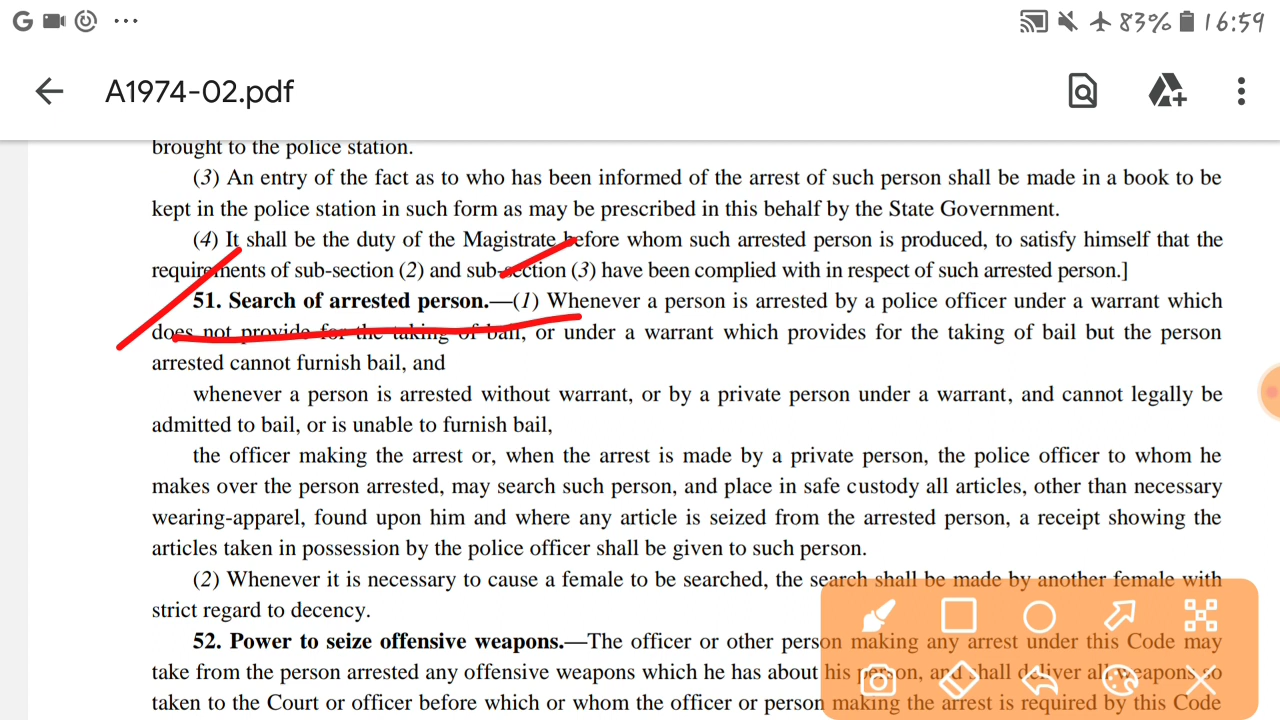 G ... 83% 16:59
A1974-02.pdf
brought to the police station.
(3) An entry of the fact as to who has been informed of the arrest of such person shall be made in a book to be
kept in the police station in such form as may be prescribed in this behalf by the State Government.
(4) It shall be the duty of the Magistrate before whom such arrested person is produced, to satisfy himself that the
requirements of sub-section (2) and sub-section (3) have been complied with in respect of such arrested person.]
51. Search of arrested person.—(1) Whenever a person is arrested by a police officer under a warrant which
does not provide for the taking of bail, or under a warrant which provides for the taking of bail but the person
arrested cannot furnish bail, and
whenever a person is arrested without warrant, or by a private person under a warrant, and cannot legally be
admitted to bail, or is unable to furnish bail,
the officer making the arrest or, when the arrest is made by a private person, the police officer to whom he
makes over the person arrested, may search such person, and place in safe custody all articles, other than necessary
wearing-apparel, found upon him and where any article is seized from the arrested person, a receipt showing the
articles taken in possession by the police officer shall be given to such person.
(2) Whenever it is necessary to cause a female to be searched, the search shall be made by another female with
strict regard to decency.
52. Power to seize offensive weapons.—The officer or other person making any arrest under this Code may
take from the person arrested any offensive weapons which he has about his person, and shall deliver all weapons so
taken to the Court or officer before which or whom the officer or person making the arrest is required by this Code